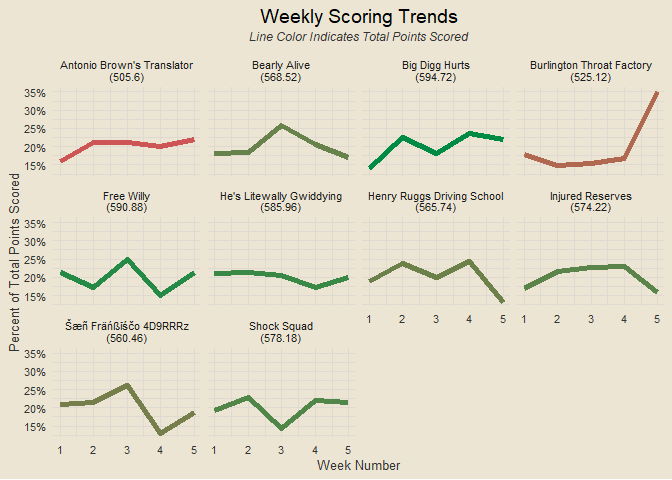 Weekly Scoring Trends
Line Color Indicates Total Points Scored
Antonio Brown's Translator
(505.6)
Bearly Alive
(568.52)
Big Digg Hurts
(594.72)
Burlington Throat Factory
(525.12)
35%
30%
25%
20%
15%
Free Willy
(590.88)
He's Litewally Gwiddying
(585.96)
Henry Ruggs Driving School
(565.74)
Injured Reserves
(574.22)
35%
30%
25%
20%
15%
1 2 3 4 5
1 2 3 4 5
Šæñ Fráńßiščo 4D9RRRz
(560.46)
Shock Squad
(578.18)
35%
30%
25%
20%
15%
1 2 3 4 5
1 2 3 4 5
Percent of Total Points Scored
Week Number